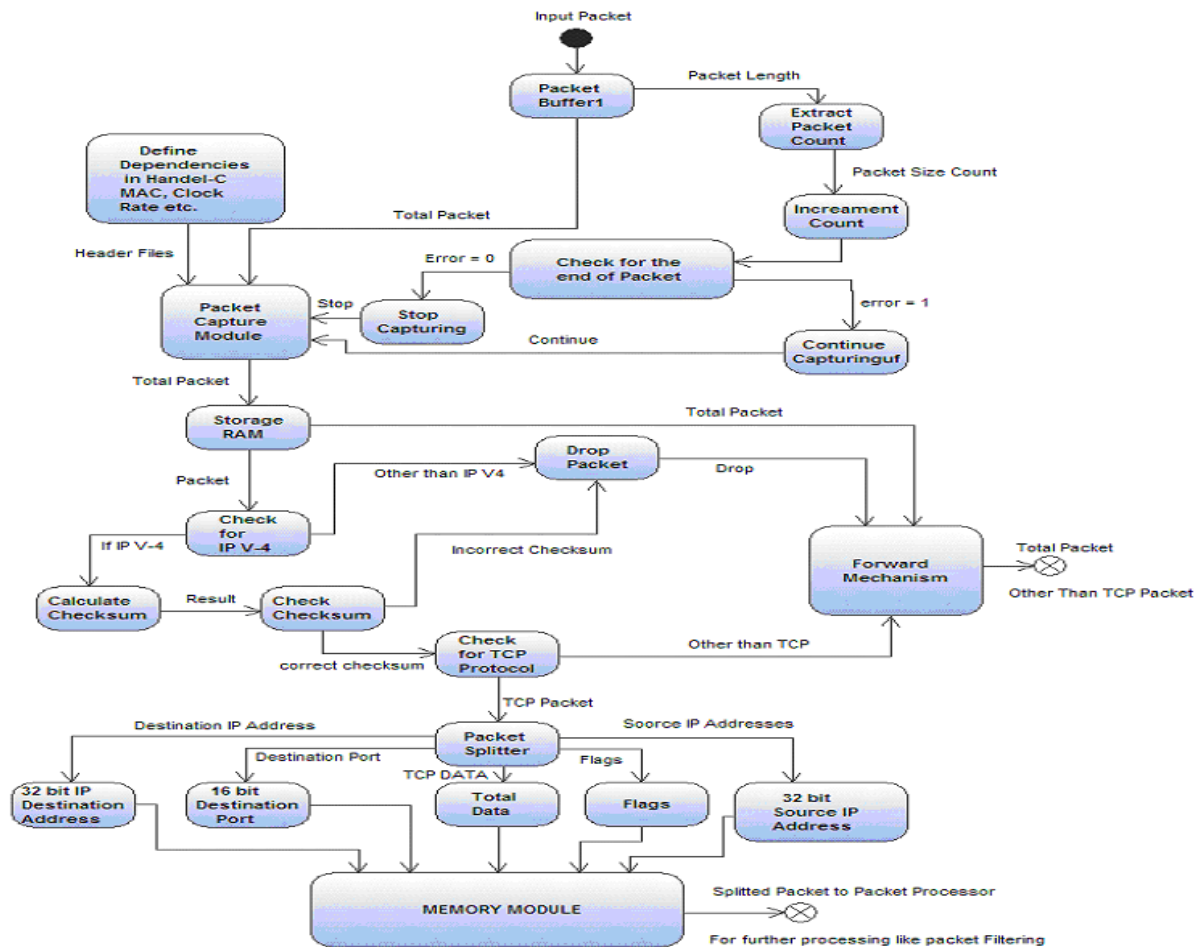 Input Packet
Packet
Buffer1
Packet Length
Extract
Packet
Count
Define
Dependencies
in Handel-C
MAC, Clock
Rate etc.
Packet Size Count
Total Packet
Increament
Count
Header Files
Error = 0
Check for the
end of Packet
error = 1
Packet
Capture
Module
Stop
Stop
Capturing
Continue
Continue
Capturinguf
Total Packet
Storage
RAM
Total Packet
Packet
Other than IP V4
Drop
Packet
Drop
Check
for
IP V-4
If IP V-4
Incorrect Checksum
Forward
Mechanism
Total Packet
Other Than TCP Packet
Calculate
Checksum
Result
Check
Checksum
correct checksum
Check
for TCP
Protocol
Other than TCP
TCP Packet
Destination IP Address
Packet
Splitter
Soorce IP Addresses
Destination Port
TCP DATA
Flags
32 bit IP
Destination
Address
16 bit
Destination
Port
Total
Data
Flags
32 bit
Source IP
Address
MEMORY MODULE
Splitted Packet to Packet Processor
For further processing like packet Filtering